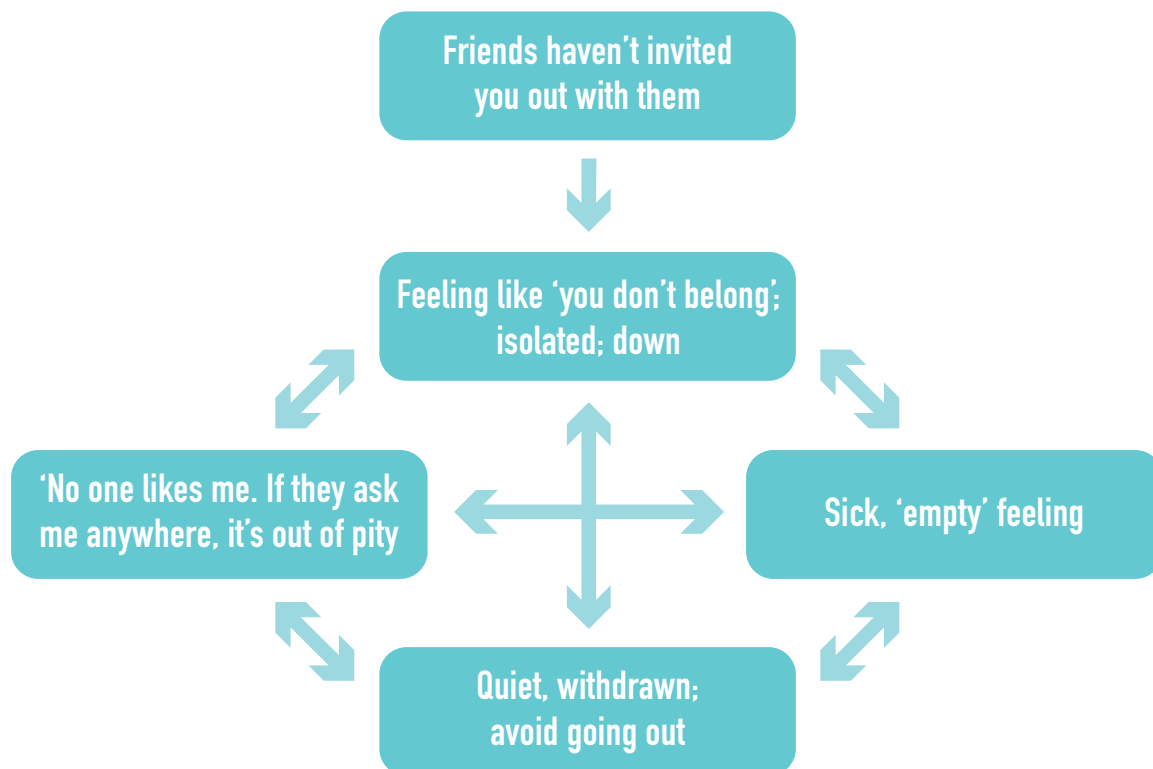 Friends haven’t invited
you out with them
Feeling like ‘you don’t belong’;
isolated; down
‘No one likes me. If they ask
me anywhere, it’s out of pity
Sick, ‘empty’ feeling
Quiet, withdrawn;
avoid going out